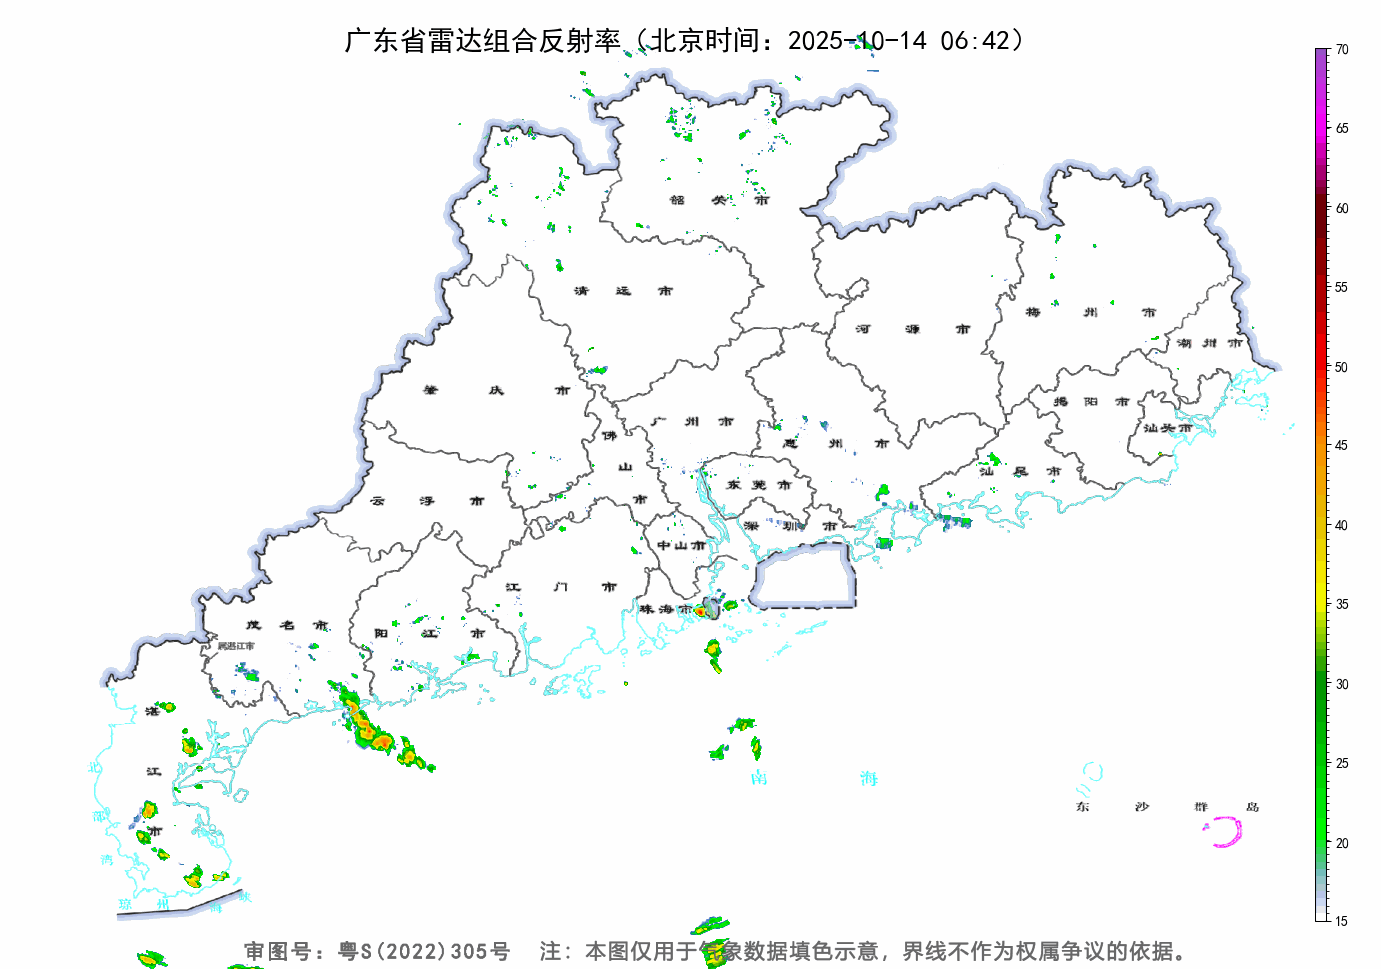 广东省雷达组合反射率（北京时间：2025-10-14 06:42）
70
65
60
55
50
45
40
35
30
25
20
15
韶关市
清远市
河源市
梅州市
潮州市
肇庆市
广州市
揭阳市
汕头市
佛山市
惠州市
汕尾市
云浮市
东莞市
深圳市
中山市
江门市
珠海市
茂名市
阳江市
属湛江市
湛江市
北部湾
南海
东沙群岛
琼州海峡
审图号：粤S(2022)305号 注：本图仅用于气象数据填色示意，界线不作为权属争议的依据。